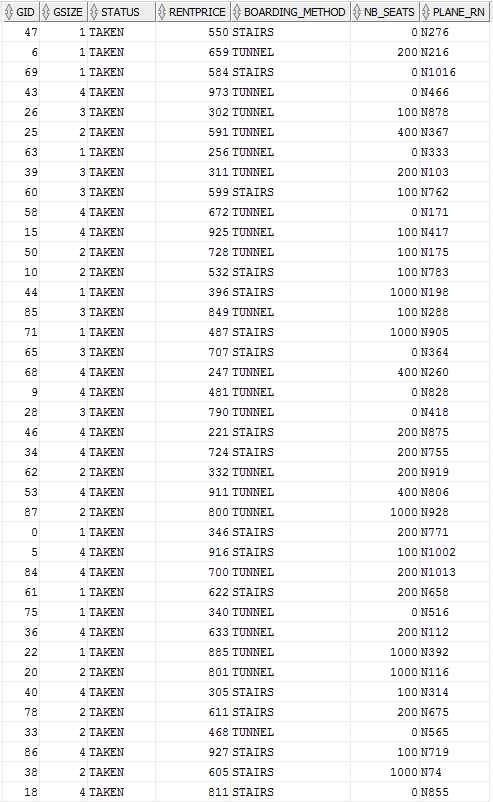 GID GSIZE STATUS RENTPRICE BOARDING_METHOD NB_SEATS PLANE_RN
47 1 TAKEN 550 STAIRS 0 N276
6 1 TAKEN 659 TUNNEL 200 N216
69 1 TAKEN 584 STAIRS 0 N1016
43 4 TAKEN 973 TUNNEL 0 N466
26 3 TAKEN 302 TUNNEL 100 N878
25 2 TAKEN 591 TUNNEL 400 N367
63 1 TAKEN 256 TUNNEL 0 N333
39 3 TAKEN 311 TUNNEL 200 N103
60 3 TAKEN 599 STAIRS 100 N762
58 4 TAKEN 672 TUNNEL 0 N171
15 4 TAKEN 925 TUNNEL 100 N417
50 2 TAKEN 728 TUNNEL 100 N175
10 2 TAKEN 532 STAIRS 100 N783
44 1 TAKEN 396 STAIRS 1000 N198
85 3 TAKEN 849 TUNNEL 100 N288
71 1 TAKEN 487 STAIRS 1000 N905
65 3 TAKEN 707 STAIRS 0 N364
68 4 TAKEN 247 TUNNEL 400 N260
9 4 TAKEN 481 TUNNEL 0 N828
28 3 TAKEN 790 TUNNEL 0 N418
46 4 TAKEN 221 STAIRS 200 N875
34 4 TAKEN 724 STAIRS 200 N755
62 2 TAKEN 332 TUNNEL 200 N919
53 4 TAKEN 911 TUNNEL 400 N806
87 2 TAKEN 800 TUNNEL 1000 N928
0 1 TAKEN 346 STAIRS 200 N771
5 4 TAKEN 916 STAIRS 100 N1002
84 4 TAKEN 700 TUNNEL 200 N1013
61 1 TAKEN 622 STAIRS 200 N658
75 1 TAKEN 340 TUNNEL 0 N516
36 4 TAKEN 633 TUNNEL 200 N112
22 1 TAKEN 885 TUNNEL 1000 N392
20 2 TAKEN 801 TUNNEL 1000 N116
40 4 TAKEN 305 STAIRS 100 N314
78 2 TAKEN 611 STAIRS 200 N675
33 2 TAKEN 468 TUNNEL 0 N565
86 4 TAKEN 927 STAIRS 100 N719
38 2 TAKEN 605 STAIRS 1000 N74
18 4 TAKEN 811 STAIRS 0 N855